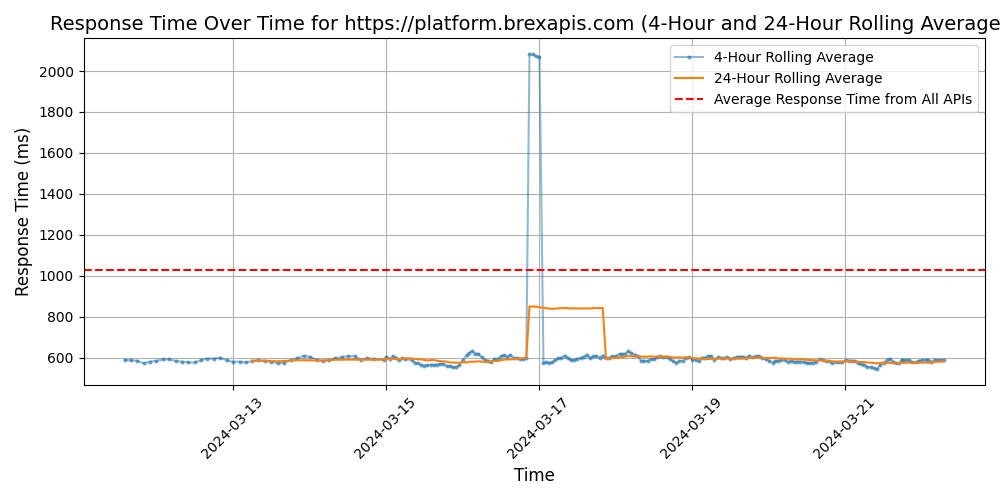 Response Time Over Time for https://platform.brexapis.com (4-Hour and 24-Hour Rolling Average
4-Hour Rolling Average
24-Hour Rolling Average
Average Response Time from All APIs
Response Time (ms)
2000
1800
1600
1400
1200
1000
800
600
2024-03-13
2024-03-15
2024-03-17
2024-03-19
2024-03-21
Time